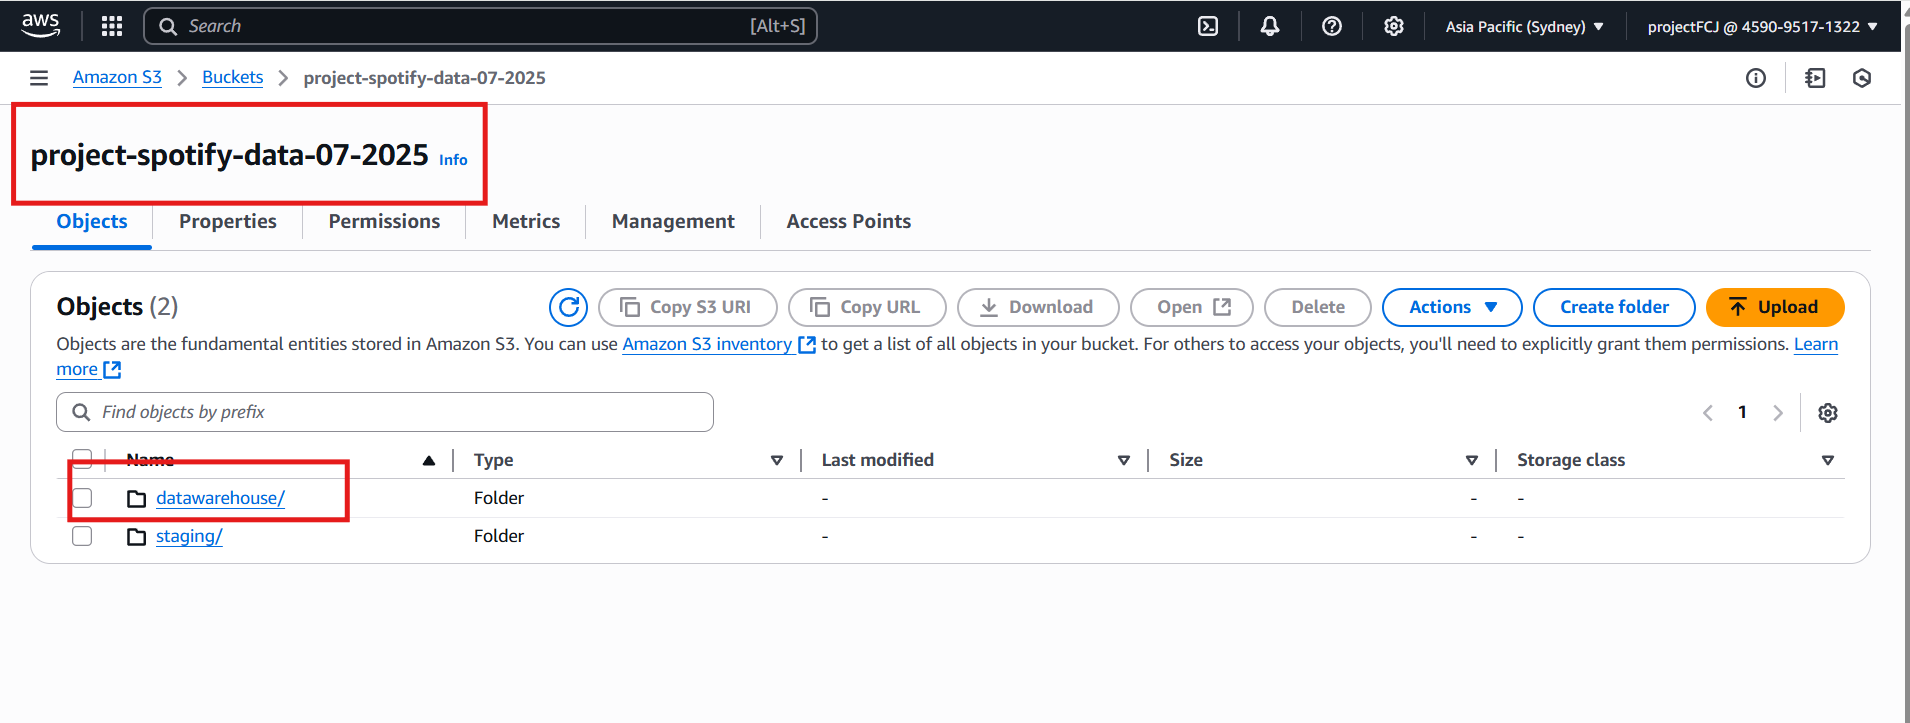 aws Search [Alt+S] Asia Pacific (Sydney) projectFCJ @ 4590-9517-1322
Amazon S3 > Buckets > project-spotify-data-07-2025
project-spotify-data-07-2025 Info
Objects Properties Permissions Metrics Management Access Points
Objects (2) Copy S3 URI Copy URL Download Open Delete Actions Create folder Upload
Objects are the fundamental entities stored in Amazon S3. You can use Amazon S3 inventory to get a list of all objects in your bucket. For others to access your objects, you'll need to explicitly grant them permissions. Learn
more
Find objects by prefix 1
Name Type Last modified Size Storage class
datawarehouse/ Folder - - -
staging/ Folder - - -